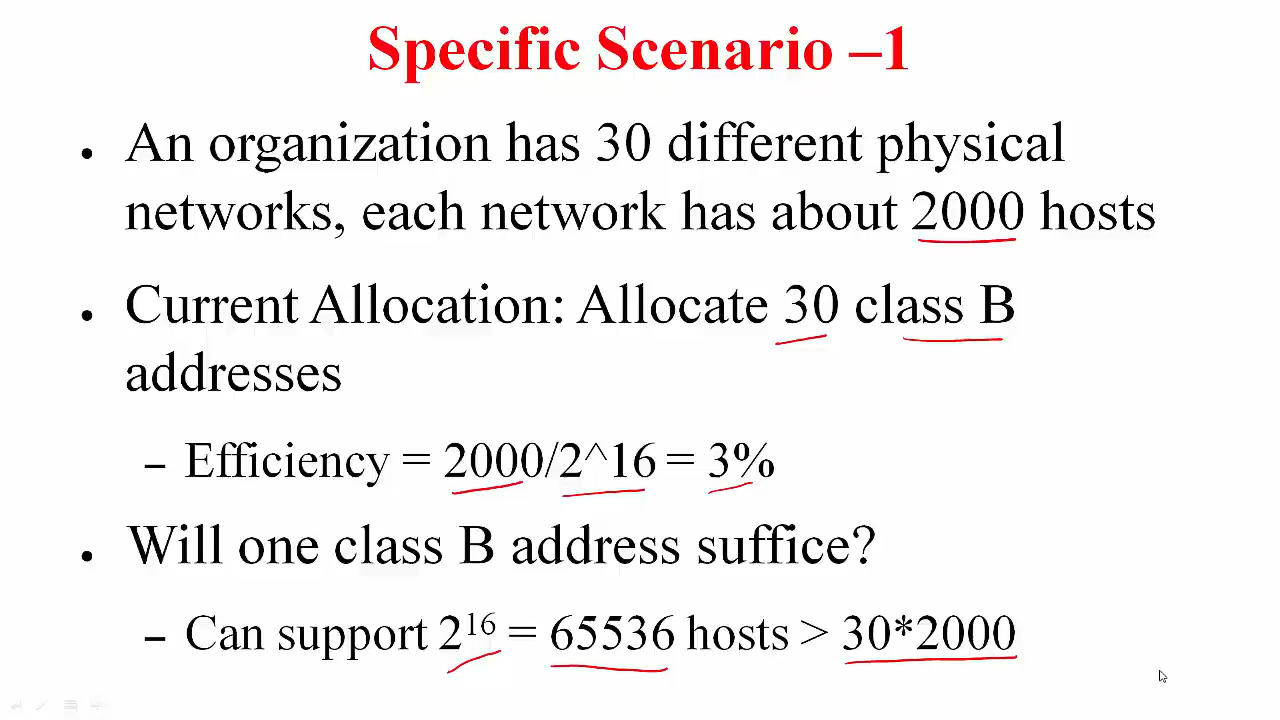 Specific Scenario –1
• An organization has 30 different physical
networks, each network has about 2000 hosts
• Current Allocation: Allocate 30 class B
addresses
– Efficiency = 2000/2^16 = 3%
• Will one class B address suffice?
– Can support 2¹⁶ = 65536 hosts > 30*2000